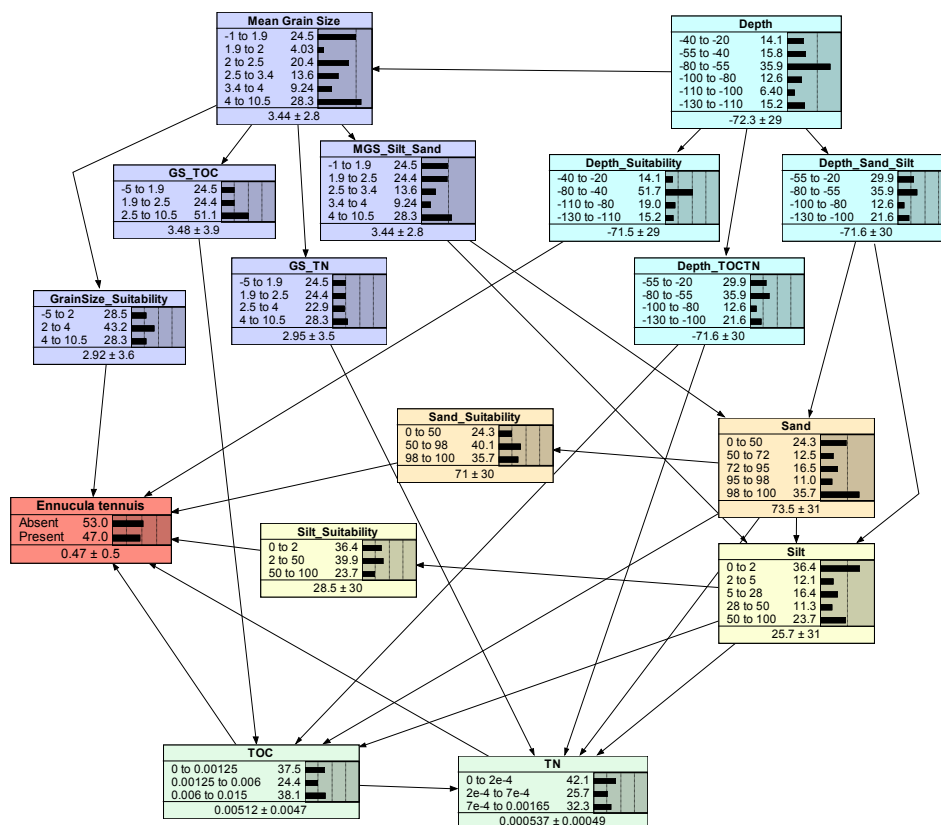 Mean Grain Size
-1 to 1.9 24.5
1.9 to 2 4.03
2 to 2.5 20.4
2.5 to 3.4 13.6
3.4 to 4 9.24
4 to 10.5 28.3
3.44 ± 2.8
Depth
-40 to -20 14.1
-55 to -40 15.8
-80 to -55 35.9
-100 to -80 12.6
-110 to -100 6.40
-130 to -110 15.2
-72.3 ± 29
GS_TOC
-5 to 1.9 24.5
1.9 to 2.5 24.4
2.5 to 10.5 51.1
3.48 ± 3.9
MGS_Silt_Sand
-1 to 1.9 24.5
1.9 to 2.5 24.4
2.5 to 3.4 13.6
3.4 to 4 9.24
4 to 10.5 28.3
3.44 ± 2.8
Depth_Suitability
-40 to -20 14.1
-80 to -40 51.7
-110 to -80 19.0
-130 to -110 15.2
-71.5 ± 29
Depth_Sand_Silt
-55 to -20 29.9
-80 to -55 35.9
-100 to -80 12.6
-130 to -100 21.6
-71.6 ± 30
GS_TN
-5 to 1.9 24.5
1.9 to 2.5 24.4
2.5 to 4 22.9
4 to 10.5 28.3
2.95 ± 3.5
Depth_TOCTN
-55 to -20 29.9
-80 to -55 35.9
-100 to -80 12.6
-130 to -100 21.6
-71.6 ± 30
GrainSize_Suitability
-5 to 2 28.5
2 to 4 43.2
4 to 10.5 28.3
2.92 ± 3.6
Sand_Suitability
0 to 50 24.3
50 to 98 40.1
98 to 100 35.7
71 ± 30
Sand
0 to 50 24.3
50 to 72 12.5
72 to 95 16.5
95 to 98 11.0
98 to 100 35.7
73.5 ± 31
Ennucula tennuis
Absent 53.0
Present 47.0
0.47 ± 0.5
Silt_Suitability
0 to 2 36.4
2 to 50 39.9
50 to 100 23.7
28.5 ± 30
Silt
0 to 2 36.4
2 to 5 12.1
5 to 28 16.4
28 to 50 11.3
50 to 100 23.7
25.7 ± 31
TOC
0 to 0.00125 37.5
0.00125 to 0.006 24.4
0.006 to 0.015 38.1
0.00512 ± 0.0047
TN
0 to 2e-4 42.1
2e-4 to 7e-4 25.7
7e-4 to 0.00165 32.3
0.000537 ± 0.00049